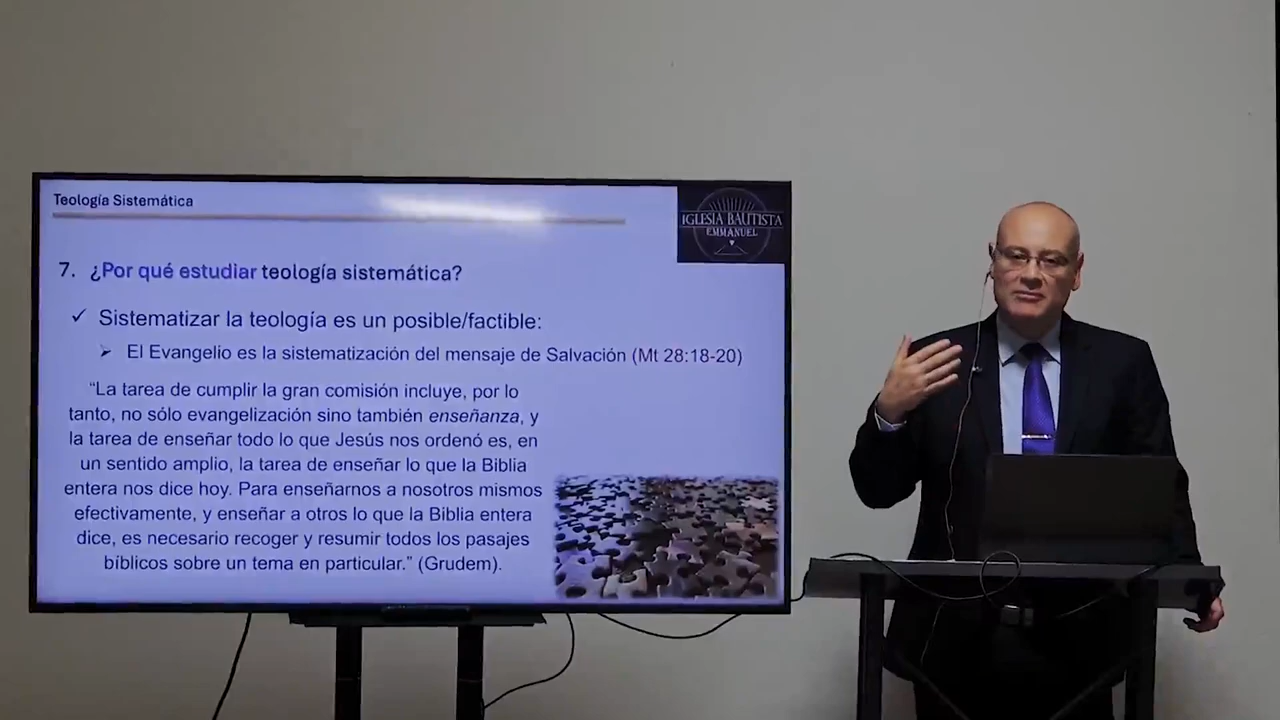 Teología Sistemática
IGLESIA BAUTISTA
EMMANUEL
7. ¿Por qué estudiar teología sistemática?
✓ Sistematizar la teología es un posible/factible:
➢ El Evangelio es la sistematización del mensaje de Salvación (Mt 28:18-20)
“La tarea de cumplir la gran comisión incluye, por lo
tanto, no sólo evangelización sino también enseñanza, y
la tarea de enseñar todo lo que Jesús nos ordenó es, en
un sentido amplio, la tarea de enseñar lo que la Biblia
entera nos dice hoy. Para enseñarnos a nosotros mismos
efectivamente, y enseñar a otros lo que la Biblia entera
dice, es necesario recoger y resumir todos los pasajes
bíblicos sobre un tema en particular.” (Grudem).